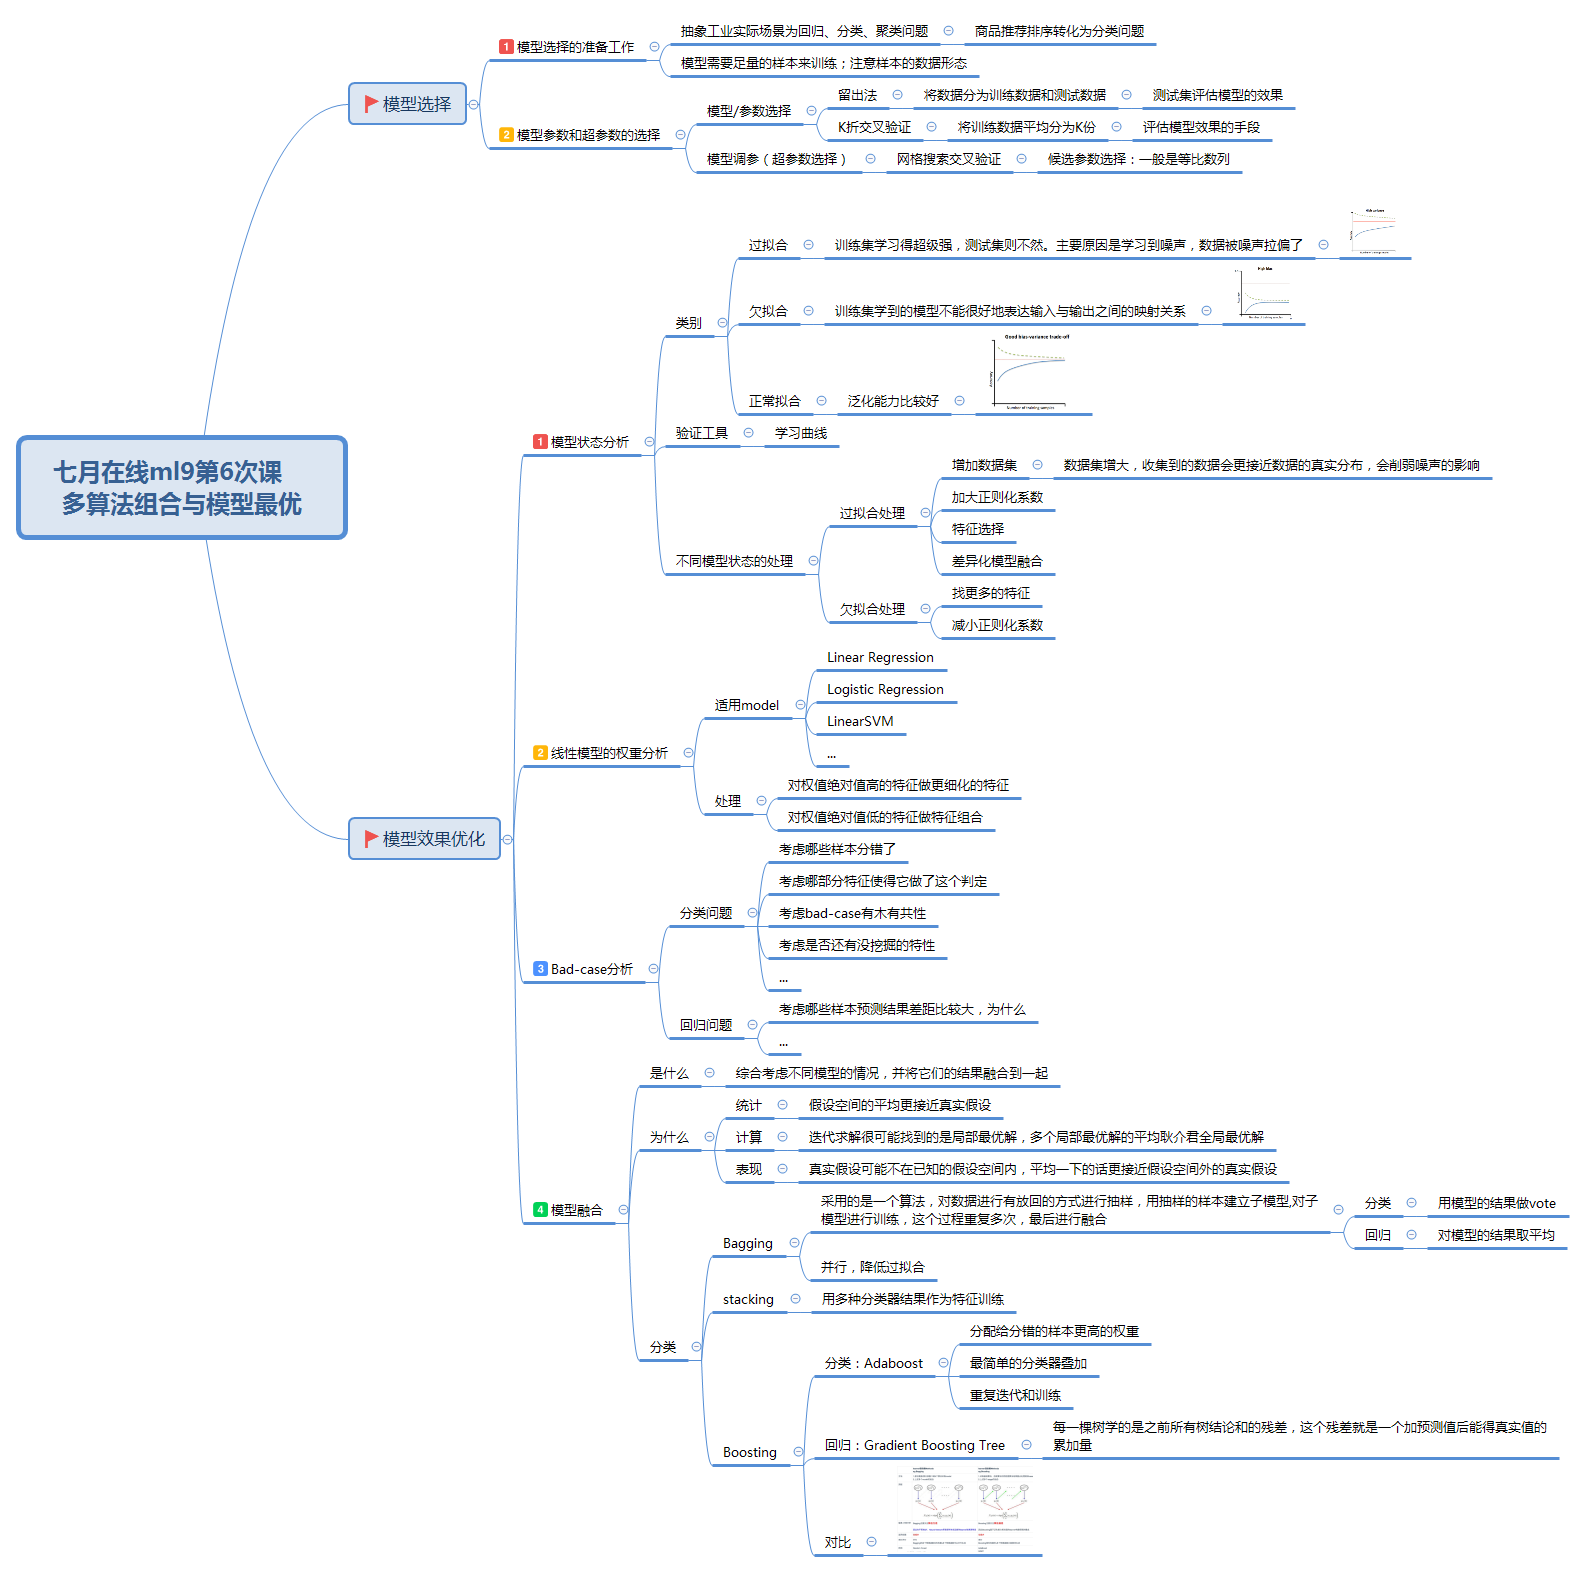 七月在线ml9第6次课
多算法组合与模型最优
模型选择
1 模型选择的准备工作
抽象工业实际场景为回归、分类、聚类问题
商品推荐排序转化为分类问题
模型需要足量的样本来训练；注意样本的数据形态
2 模型参数和超参数的选择
模型/参数选择
留出法
将数据分为训练数据和测试数据
测试集评估模型的效果
K折交叉验证
将训练数据平均分为K份
评估模型效果的手段
模型调参（超参数选择）
网格搜索交叉验证
候选参数选择：一般是等比数列
模型效果优化
1 模型状态分析
类别
过拟合
训练集学习得超级强，测试集则不然。主要原因是学习到噪声，数据被噪声拉偏了
欠拟合
训练集学到的模型不能很好地表达输入与输出之间的映射关系
High bias
Number of training samples
正常拟合
泛化能力比较好
Good bias-variance trade-off
Accuracy
Number of training samples
验证工具
学习曲线
不同模型状态的处理
过拟合处理
增加数据集
数据集增大，收集到的数据会更接近数据的真实分布，会削弱噪声的影响
加大正则化系数
特征选择
差异化模型融合
欠拟合处理
找更多的特征
减小正则化系数
2 线性模型的权重分析
适用model
Linear Regression
Logistic Regression
LinearSVM
...
处理
对权值绝对值高的特征做更细化的特征
对权值绝对值低的特征做特征组合
3 Bad-case分析
分类问题
考虑哪些样本分错了
考虑哪部分特征使得它做了这个判定
考虑bad-case有木有共性
考虑是否还有没挖掘的特性
...
回归问题
考虑哪些样本预测结果差距比较大，为什么
...
4 模型融合
是什么
综合考虑不同模型的情况，并将它们的结果融合到一起
为什么
统计
假设空间的平均更接近真实假设
计算
迭代求解很可能找到的是局部最优解，多个局部最优解的平均耿介君全局最优解
表现
真实假设可能不在已知的假设空间内，平均一下的话更接近假设空间外的真实假设
分类
Bagging
采用的是一个算法，对数据进行有放回的方式进行抽样，用抽样的样本建立子模型,对子
模型进行训练，这个过程重复多次，最后进行融合
分类
用模型的结果做vote
回归
对模型的结果取平均
并行，降低过拟合
stacking
用多种分类器结果作为特征训练
Boosting
分类：Adaboost
分配给分错的样本更高的权重
最简单的分类器叠加
重复迭代和训练
回归：Gradient Boosting Tree
每一棵树学的是之前所有树结论和的残差，这个残差就是一个加预测值后能得真实值的
累加量
对比